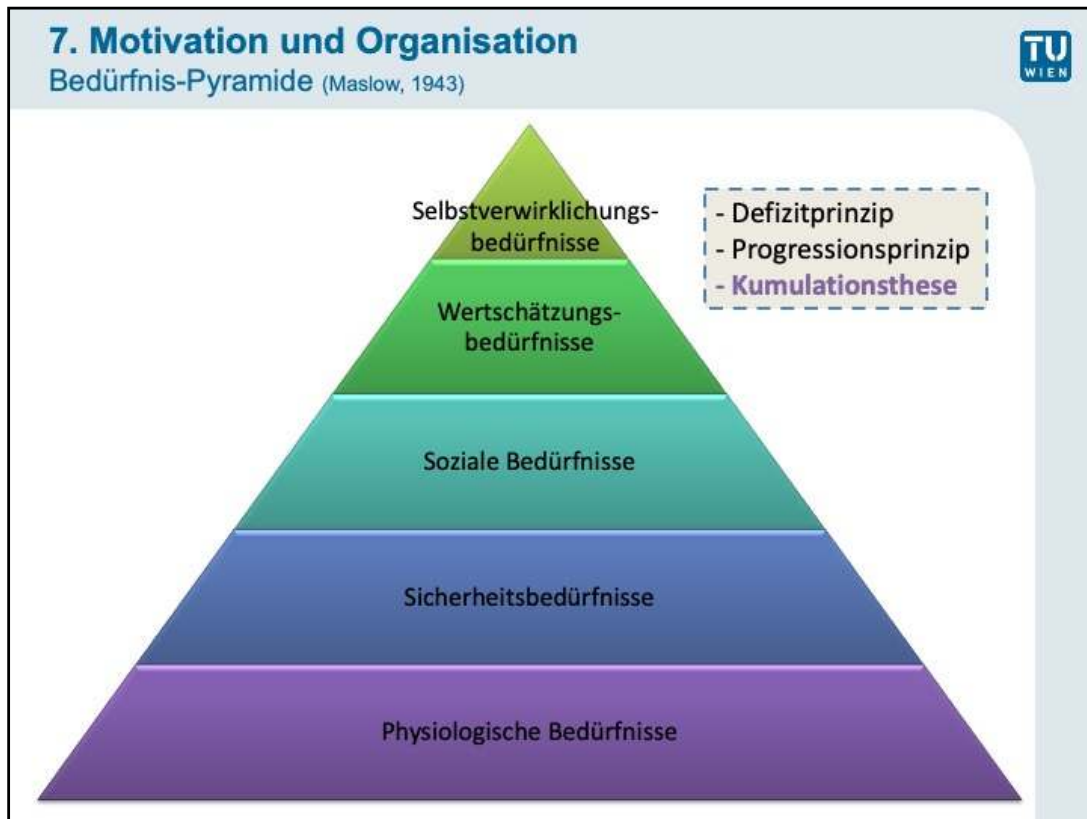 7. Motivation und Organisation
Bedürfnis-Pyramide (Maslow, 1943)
TU
WIEN
Selbstverwirklichungs-
bedürfnisse
- Defizitprinzip
- Progressionsprinzip
- Kumulationsthese
Wertschätzungs-
bedürfnisse
Soziale Bedürfnisse
Sicherheitsbedürfnisse
Physiologische Bedürfnisse